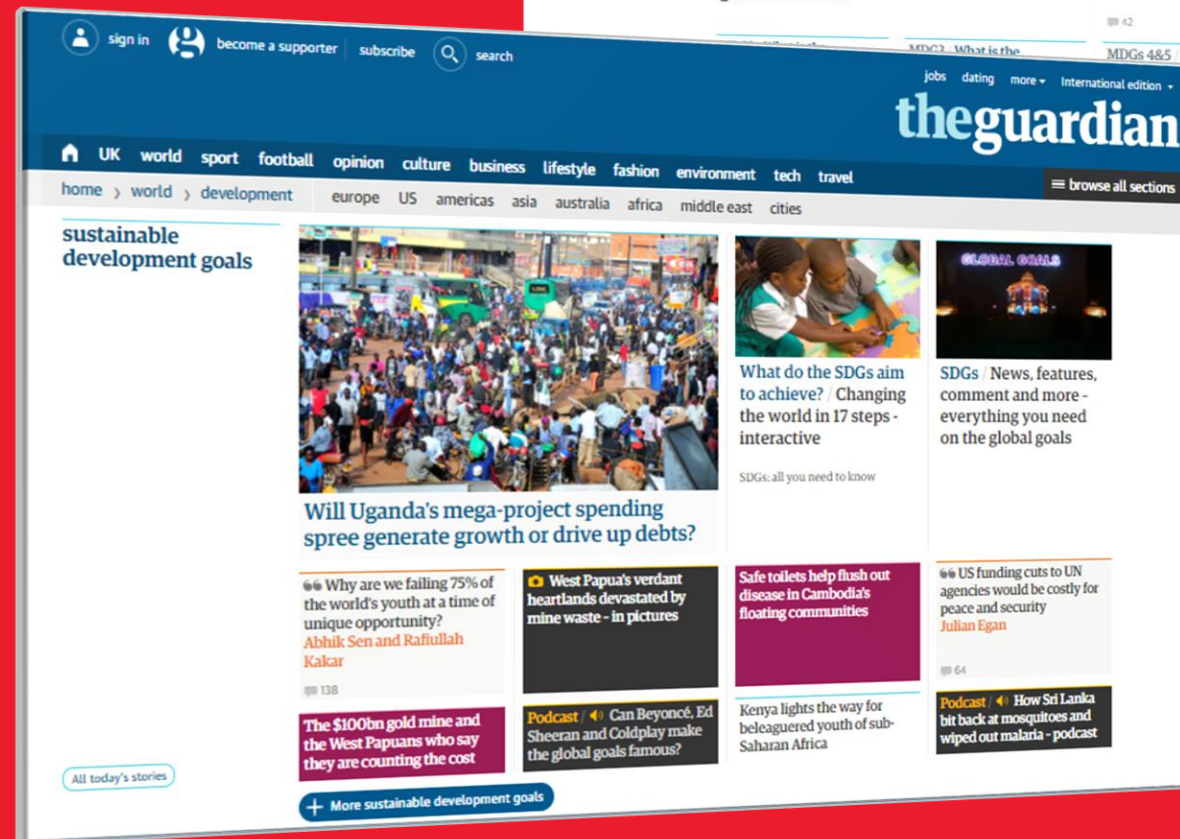 42
MDG3 / What is the
MDGs 4&5
sign in
become a supporter
subscribe
search
jobs dating more International edition
theguardian
UK world sport football opinion culture business lifestyle fashion environment tech travel
browse all sections
home > world > development
europe US americas asia australia africa middle east cities
sustainable
development goals
Will Uganda's mega-project spending
spree generate growth or drive up debts?
What do the SDGs aim
to achieve? / Changing
the world in 17 steps -
interactive
SDGs: all you need to know
GLOBAL GOALS
SDGs / News, features,
comment and more -
everything you need
on the global goals
Why are we failing 75% of
the world's youth at a time of
unique opportunity?
Abhik Sen and Rafiullah
Kakar
138
West Papua's verdant
heartlands devastated by
mine waste - in pictures
Safe toilets help flush out
disease in Cambodia's
floating communities
US funding cuts to UN
agencies would be costly for
peace and security
Julian Egan
64
The $100bn gold mine and
the West Papuans who say
they are counting the cost
Podcast / Can Beyoncé, Ed
Sheeran and Coldplay make
the global goals famous?
Kenya lights the way for
beleaguered youth of sub-
Saharan Africa
Podcast / How Sri Lanka
bit back at mosquitoes and
wiped out malaria - podcast
All today's stories
+ More sustainable development goals